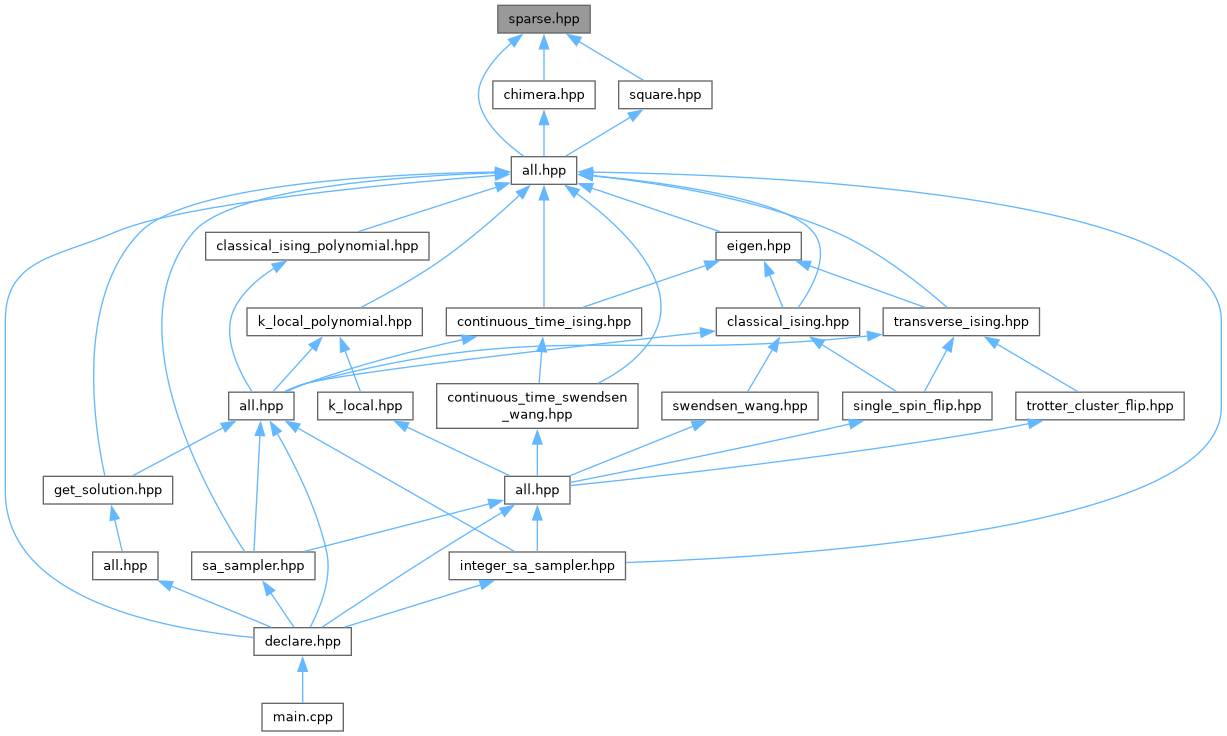 sparse.hpp
chimera.hpp
square.hpp
all.hpp
classical_ising_polynomial.hpp
eigen.hpp
k_local_polynomial.hpp
continuous_time_ising.hpp
classical_ising.hpp
transverse_ising.hpp
all.hpp
k_local.hpp
continuous_time_swendsen
_wang.hpp
swendsen_wang.hpp
single_spin_flip.hpp
trotter_cluster_flip.hpp
get_solution.hpp
all.hpp
all.hpp
sa_sampler.hpp
integer_sa_sampler.hpp
declare.hpp
main.cpp